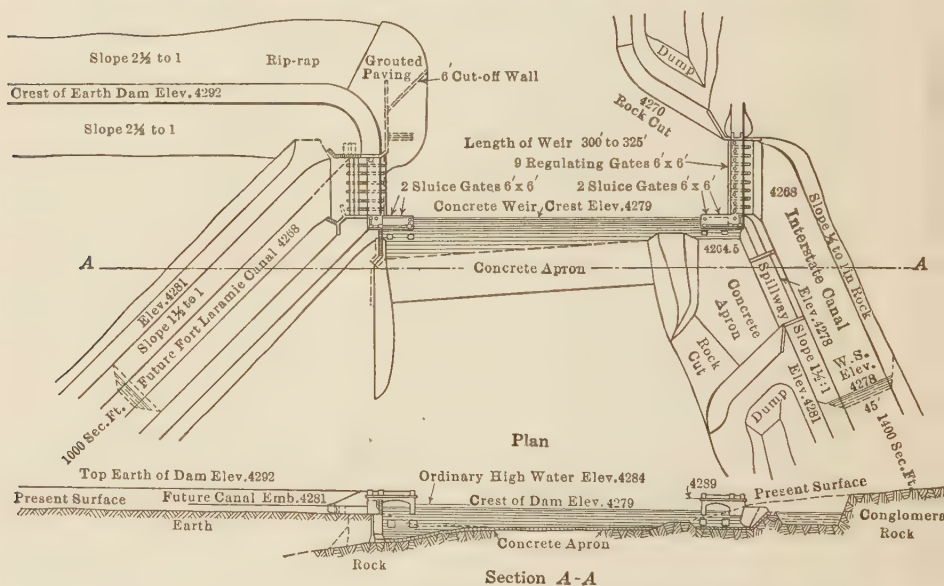 Slope 2½ to 1
Rip-rap
Grouted
Paving
6' Cut-off Wall
Dump
4270
Rock Cut
Crest of Earth Dam Elev. 4292
Slope 2½ to 1
Length of Weir 300' to 325'
9 Regulating Gates 6'x 6'
2 Sluice Gates 6'x 6'
2 Sluice Gates 6'x 6'
Concrete Weir Crest Elev. 4279
4268
Interstate Canal
Slope ½ to 1 in Rock
4264.5
A
A
Concrete Apron
Elev. 4281
Slope 1½ to 1
Future Fort Laramie Canal 4268
1000 Sec. Ft.
Concrete
Apron
Rock
Cut
Spillway
Elev. 4278
Slope 1½:1
Elev. 4281
W.S.
Elev.
4278
45'
1400 Sec. Ft.
Dump
Plan
Top Earth of Dam Elev. 4292
Ordinary High Water Elev. 4284
4289
Present Surface
Present Surface
Future Canal Emb. 4281
Crest of Dam Elev. 4279
Conglomera
Rock
Earth
Concrete Apron
Rock
Section A-A